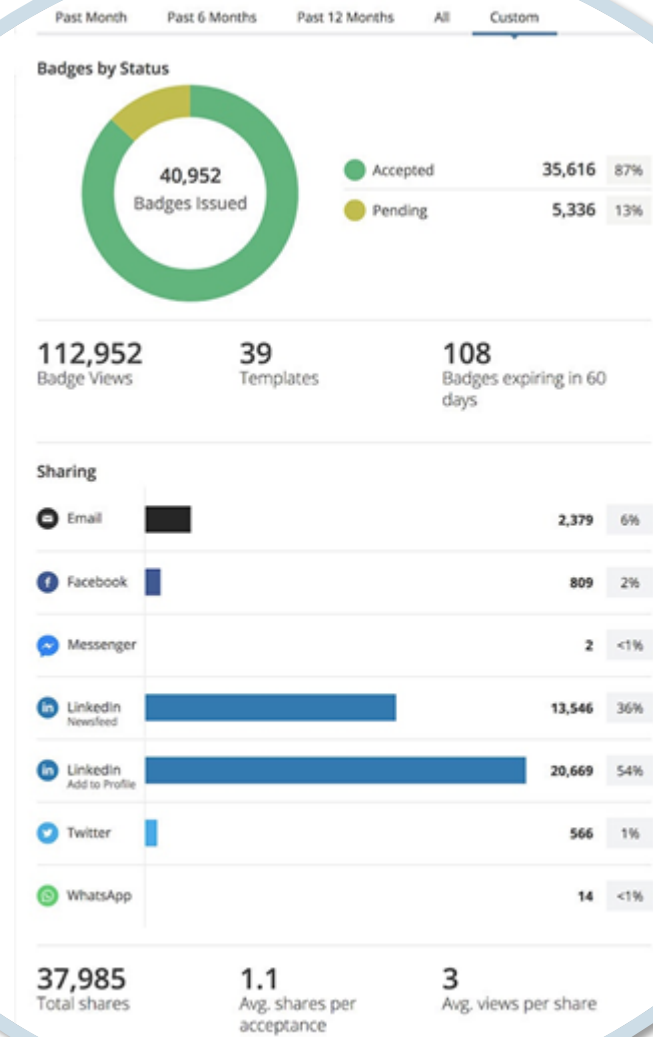 Past Month Past 6 Months Past 12 Months All Custom
Badges by Status
40,952
Badges Issued
Accepted 35,616 87%
Pending 5,336 13%
112,952 39 108
Badge Views Templates Badges expiring in 60
days
Sharing
Email 2,379 6%
Facebook 809 2%
Messenger 2 <1%
LinkedIn 13,546 36%
Newsfeed
LinkedIn 20,669 54%
Add to Profile
Twitter 566 1%
WhatsApp 14 <1%
37,985 1.1 3
Total shares Avg. shares per Avg. views per share
acceptance